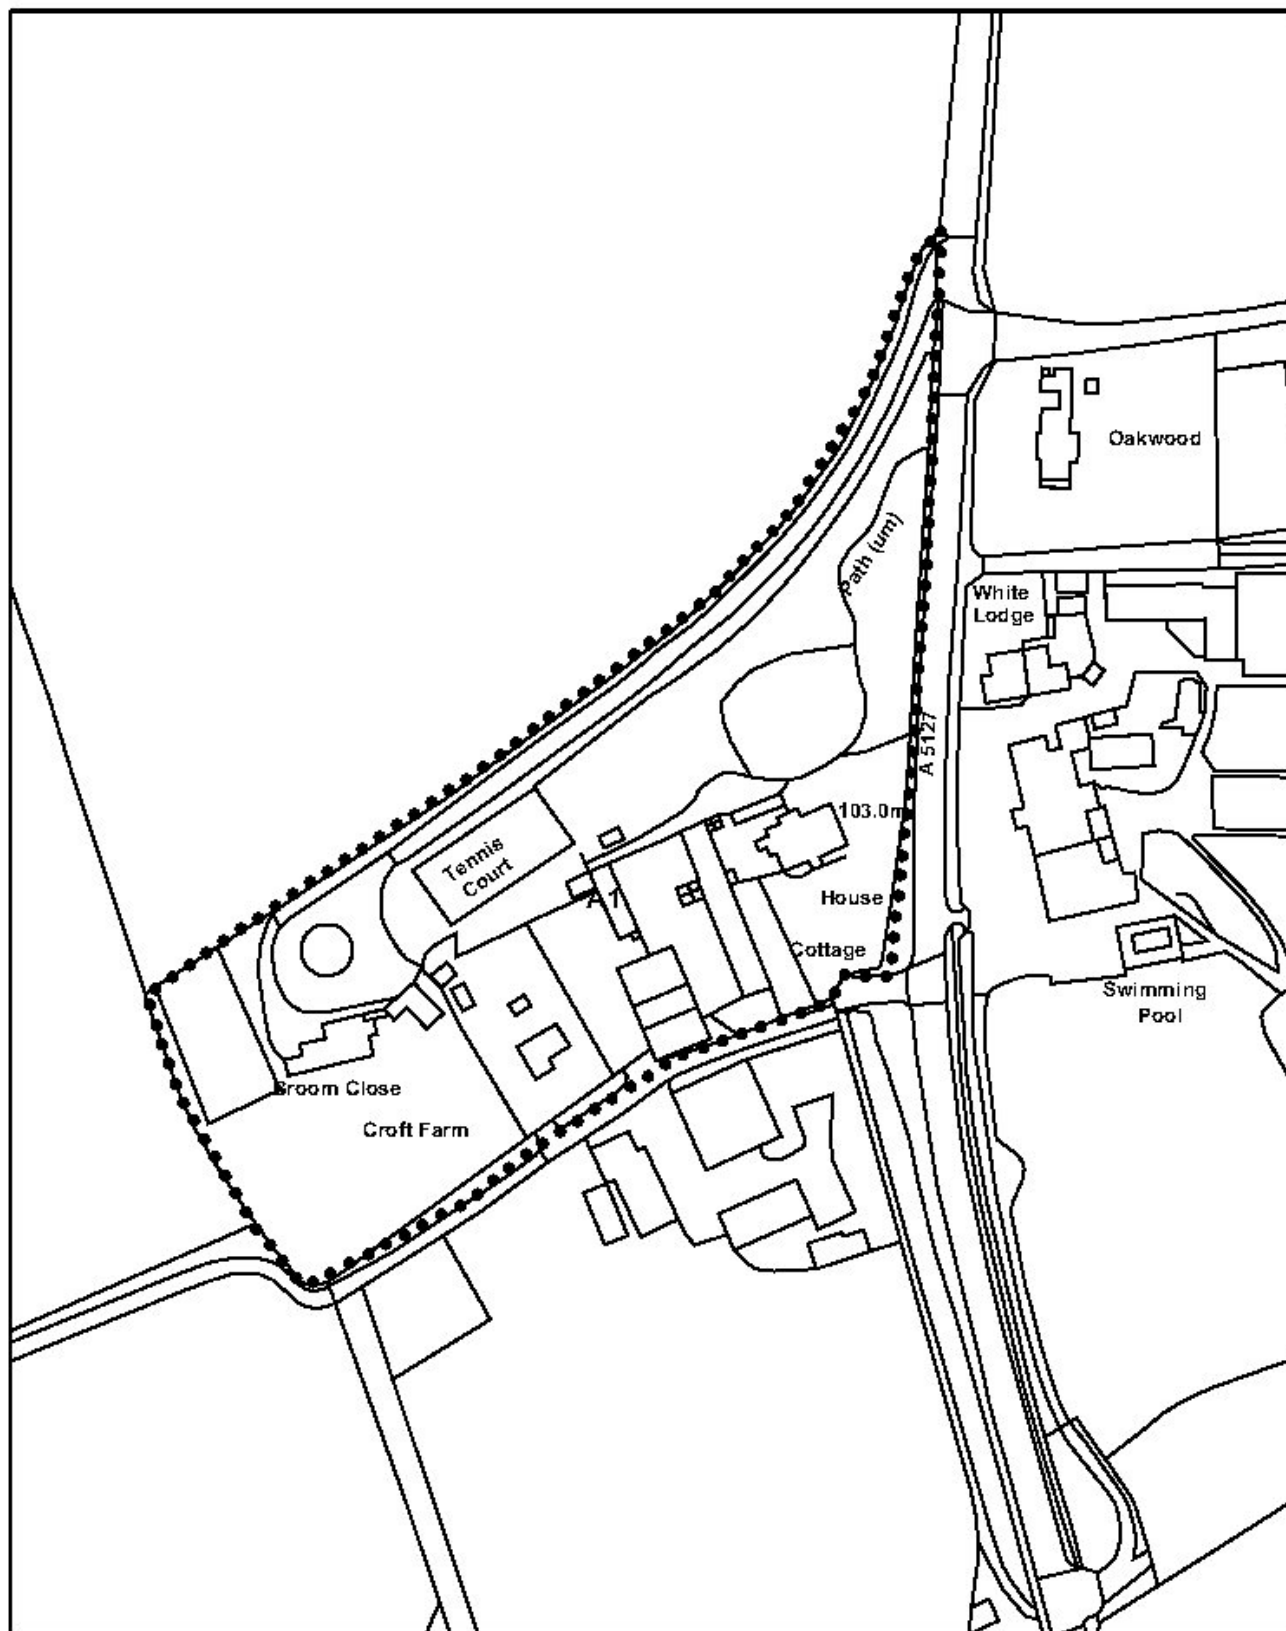 Oakwood
Path (um)
White
Lodge
A 5127
103.0m
Tennis
Court
A1
House
Cottage
Swimming
Pool
Broom Close
Croft Farm